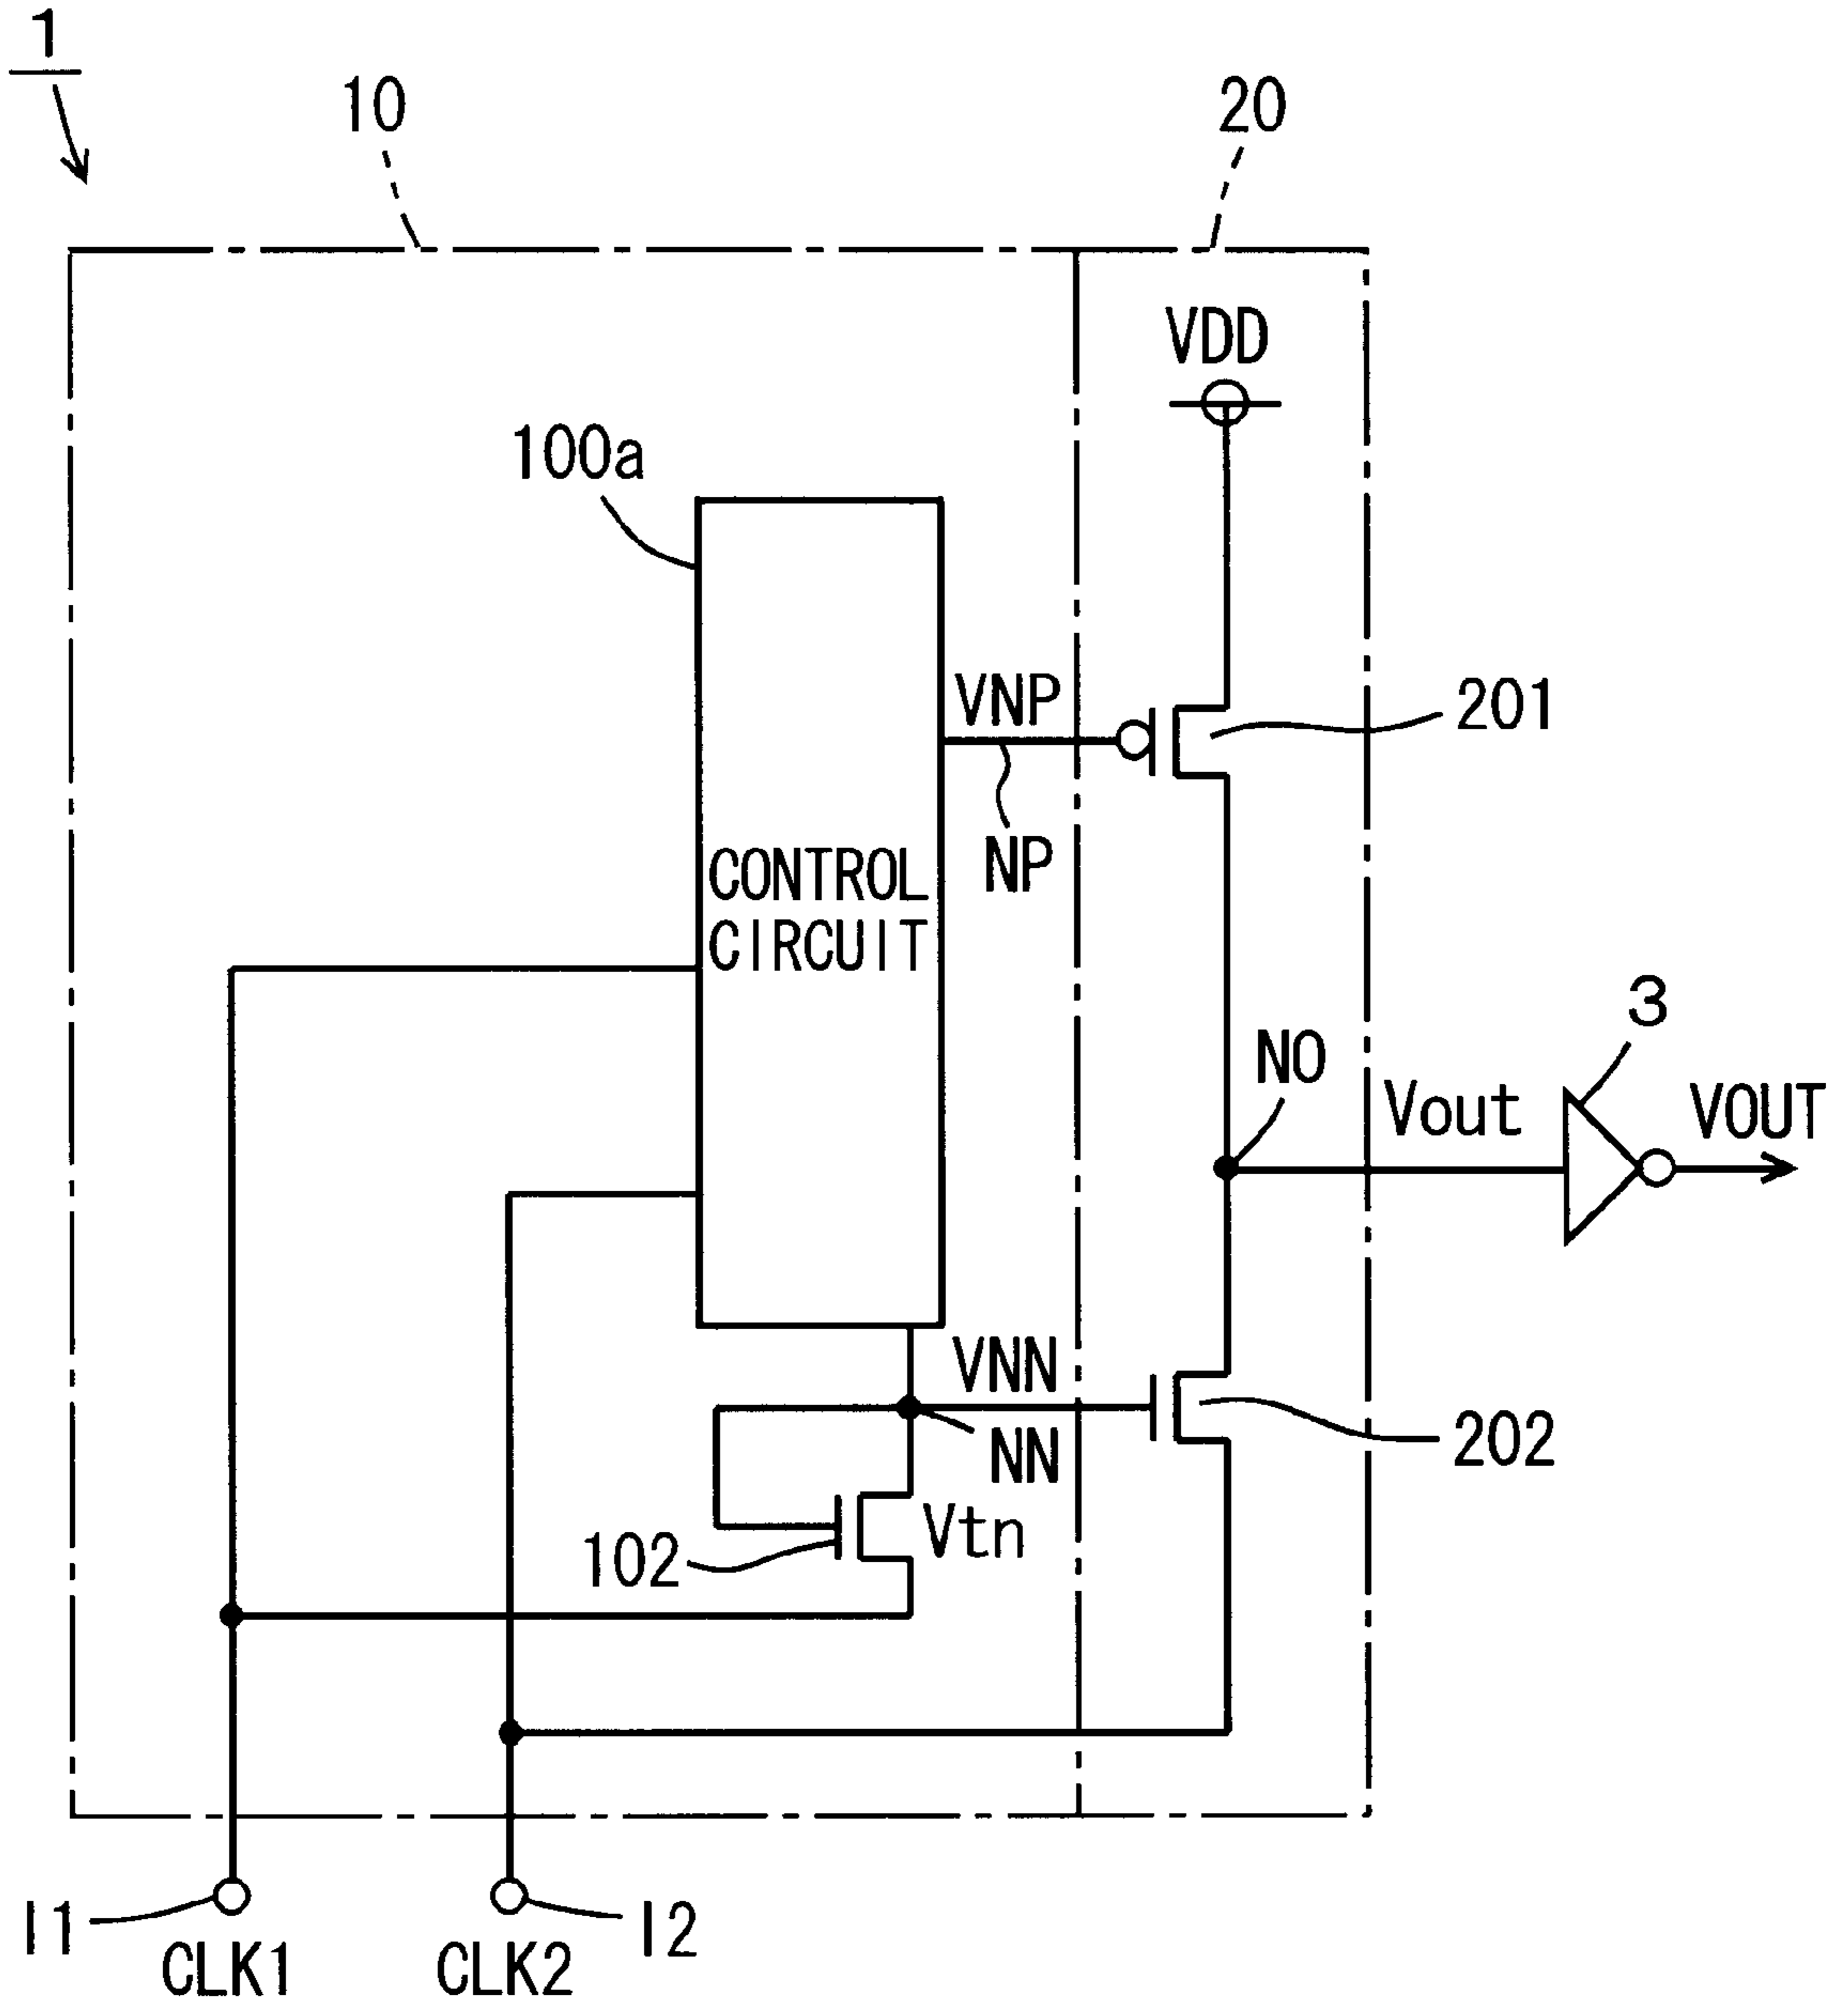 1
10
20
VDD
100a
VNP
201
NP
CONTROL
CIRCUIT
3
NO
Vout
VOUT
VNN
NN
202
Vtn
102
I1
I2
CLK1
CLK2